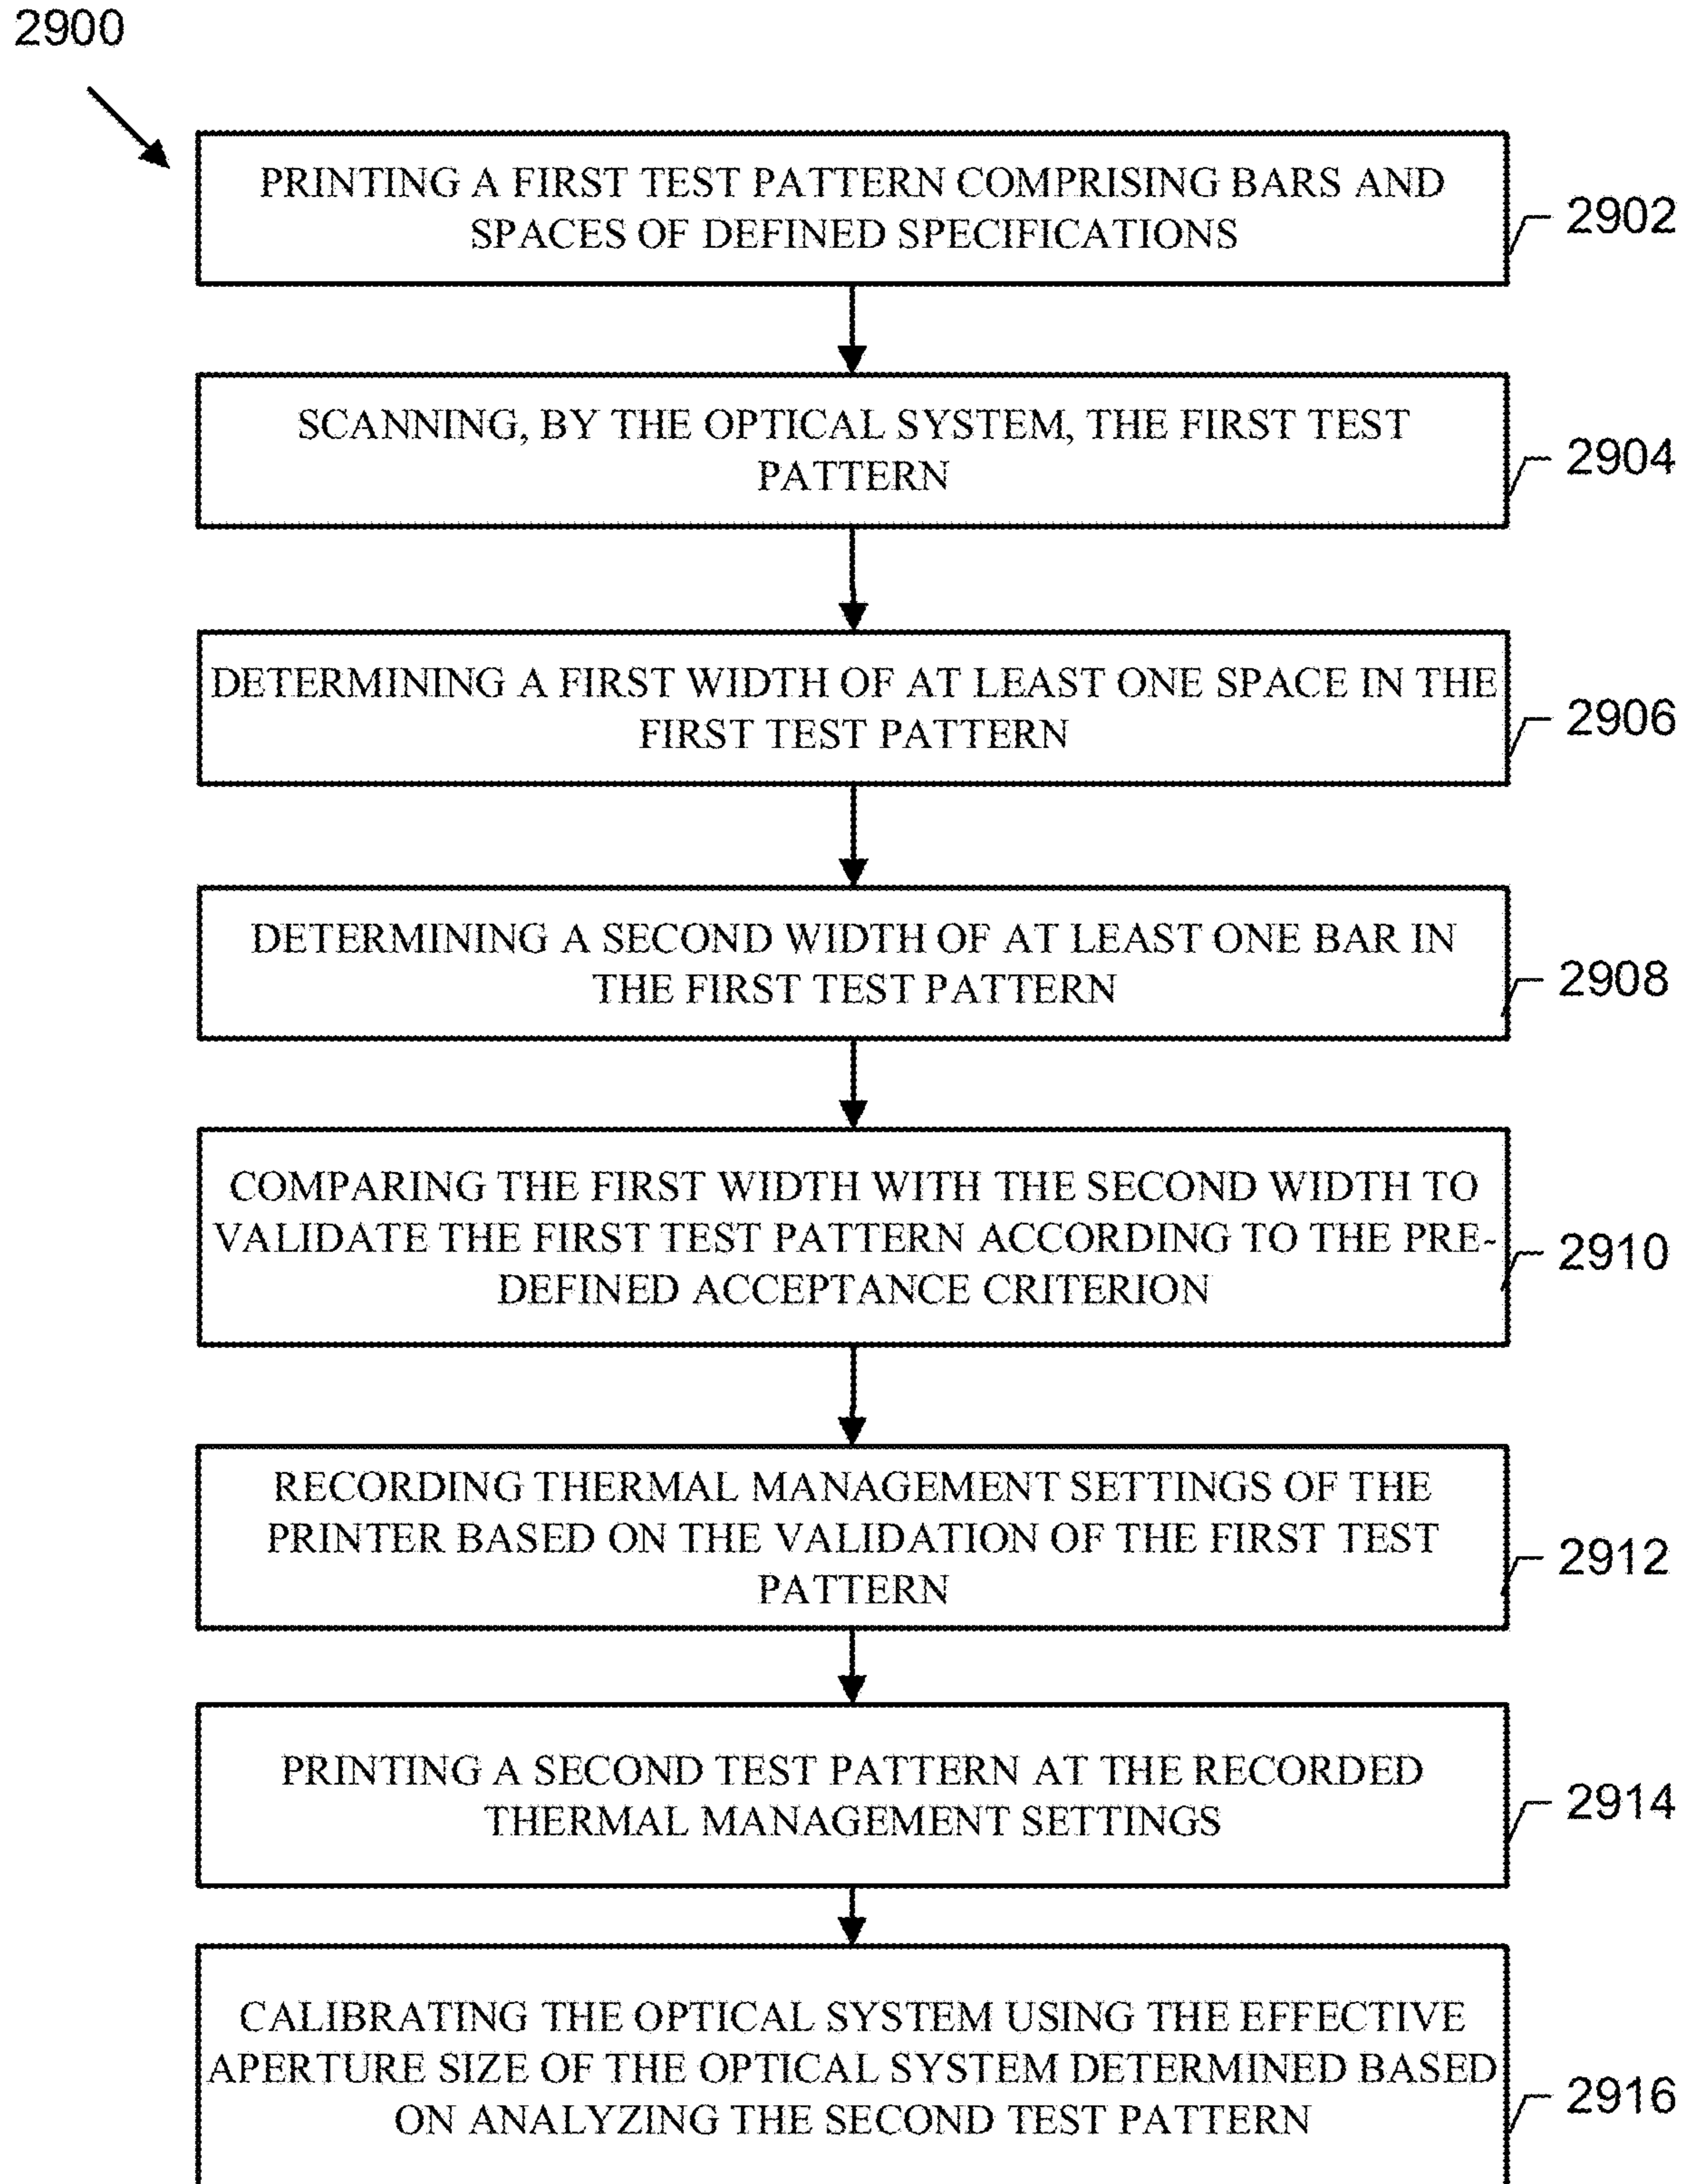 2900
PRINTING A FIRST TEST PATTERN COMPRISING BARS AND
SPACES OF DEFINED SPECIFICATIONS
2902
SCANNING, BY THE OPTICAL SYSTEM, THE FIRST TEST
PATTERN
2904
DETERMINING A FIRST WIDTH OF AT LEAST ONE SPACE IN THE
FIRST TEST PATTERN
2906
DETERMINING A SECOND WIDTH OF AT LEAST ONE BAR IN
THE FIRST TEST PATTERN
2908
COMPARING THE FIRST WIDTH WITH THE SECOND WIDTH TO
VALIDATE THE FIRST TEST PATTERN ACCORDING TO THE PRE-
DEFINED ACCEPTANCE CRITERION
2910
RECORDING THERMAL MANAGEMENT SETTINGS OF THE
PRINTER BASED ON THE VALIDATION OF THE FIRST TEST
PATTERN
2912
PRINTING A SECOND TEST PATTERN AT THE RECORDED
THERMAL MANAGEMENT SETTINGS
2914
CALIBRATING THE OPTICAL SYSTEM USING THE EFFECTIVE
APERTURE SIZE OF THE OPTICAL SYSTEM DETERMINED BASED
ON ANALYZING THE SECOND TEST PATTERN
2916